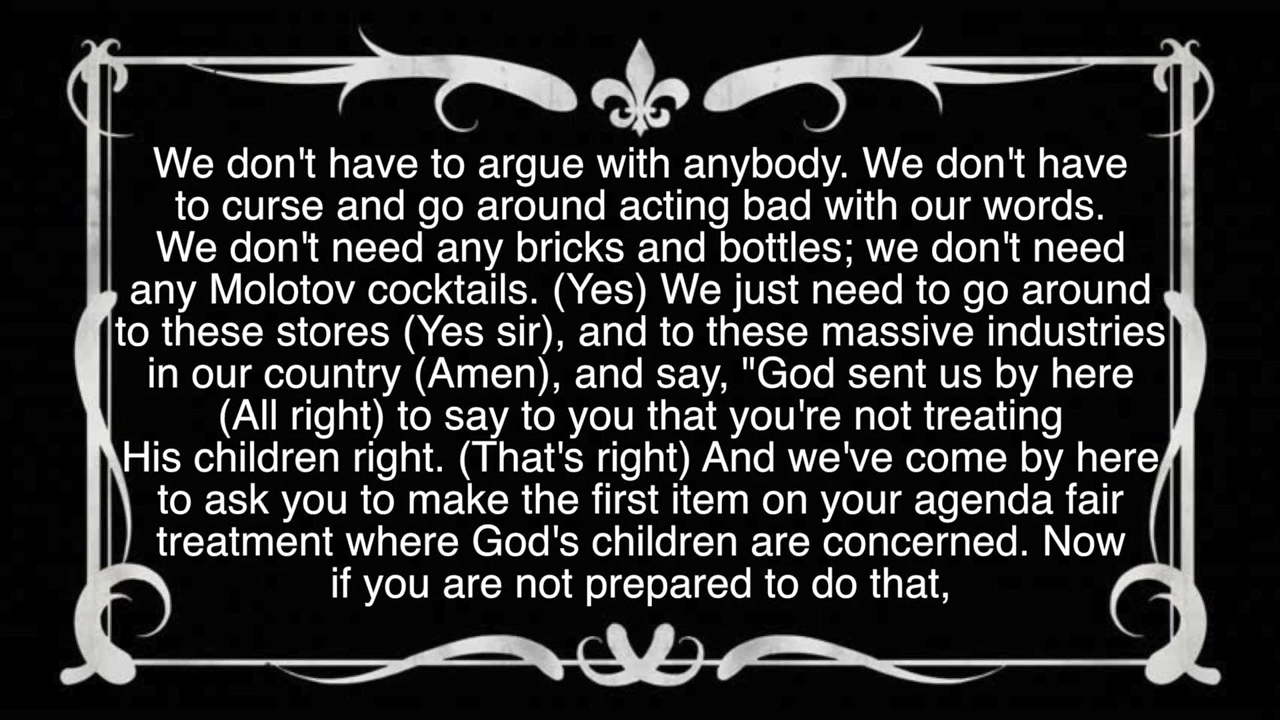 We don't have to argue with anybody. We don't have
to curse and go around acting bad with our words.
We don't need any bricks and bottles; we don't need
any Molotov cocktails. (Yes) We just need to go around
to these stores (Yes sir), and to these massive industries
in our country (Amen), and say, "God sent us by here
(All right) to say to you that you're not treating
His children right. (That's right) And we've come by here
to ask you to make the first item on your agenda fair
treatment where God's children are concerned. Now
if you are not prepared to do that,